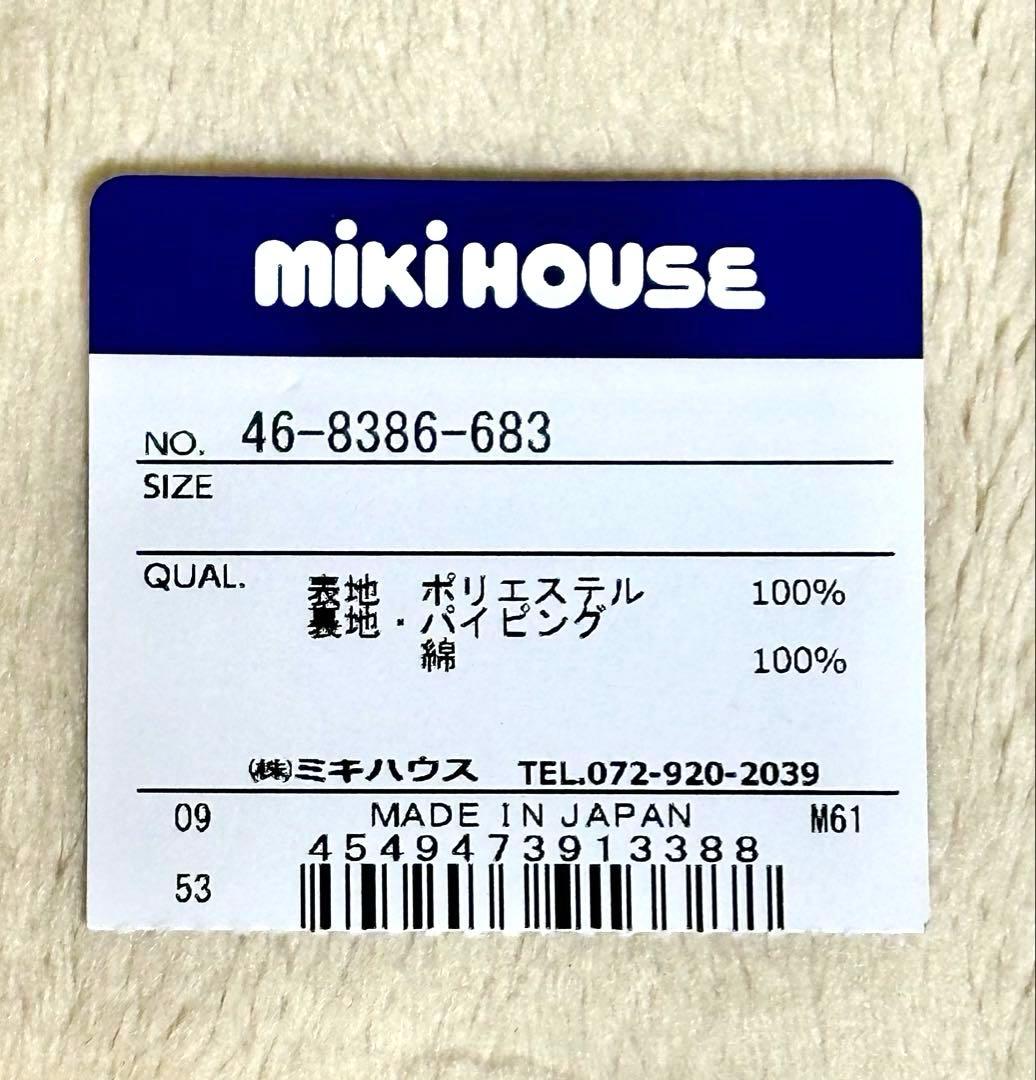 miki HOUSE
NO. 46-8386-683
SIZE
QUAL. 表地 ポリエステル 100%
裏地・パイピング
綿 100%
(株)ミキハウス TEL.072-920-2039
09 MADE IN JAPAN M61
4549473913388
53